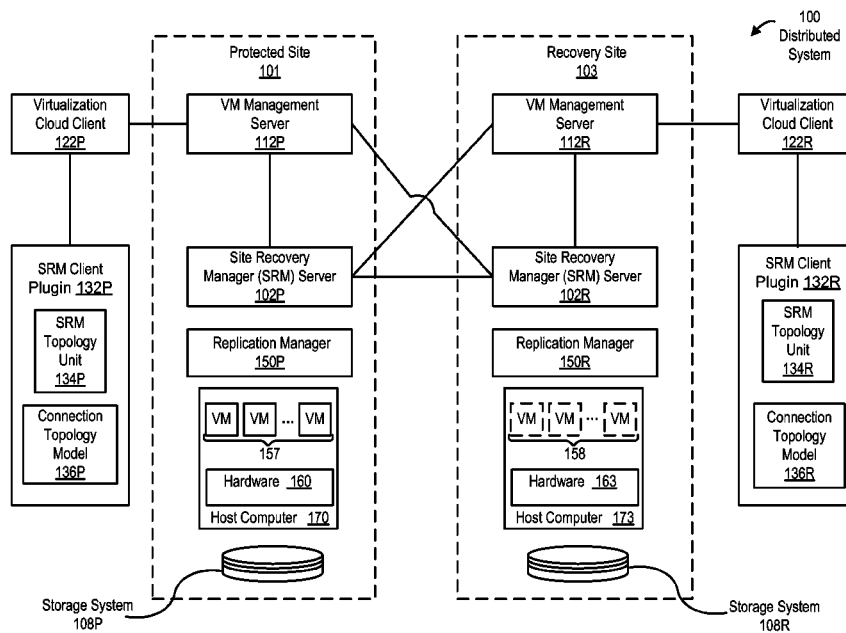 100
Distributed
System
Protected Site
101
Recovery Site
103
Virtualization
Cloud Client
122P
VM Management
Server
112P
VM Management
Server
112R
Virtualization
Cloud Client
122R
SRM Client
Plugin 132P
SRM
Topology
Unit
134P
Connection
Topology
Model
136P
Site Recovery
Manager (SRM) Server
102P
Site Recovery
Manager (SRM) Server
102R
SRM Client
Plugin 132R
SRM
Topology
Unit
134R
Connection
Topology
Model
136R
Replication Manager
150P
Replication Manager
150R
VM VM ... VM
157
Hardware 160
Host Computer 170
VM VM ... VM
158
Hardware 163
Host Computer 173
Storage System
108P
Storage System
108R